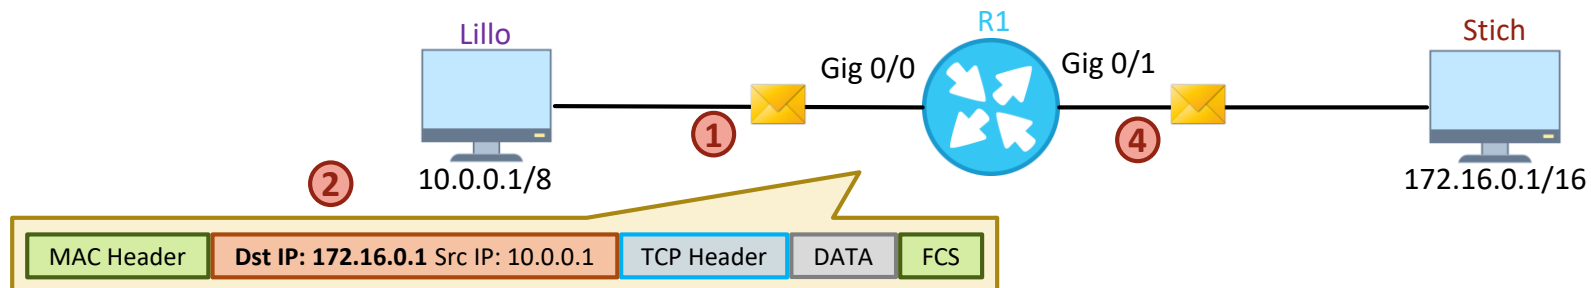 Lillo
R1
Stich
Gig 0/0
Gig 0/1
1
4
2
10.0.0.1/8
172.16.0.1/16
MAC Header
Dst IP: 172.16.0.1 Src IP: 10.0.0.1
TCP Header
DATA
FCS